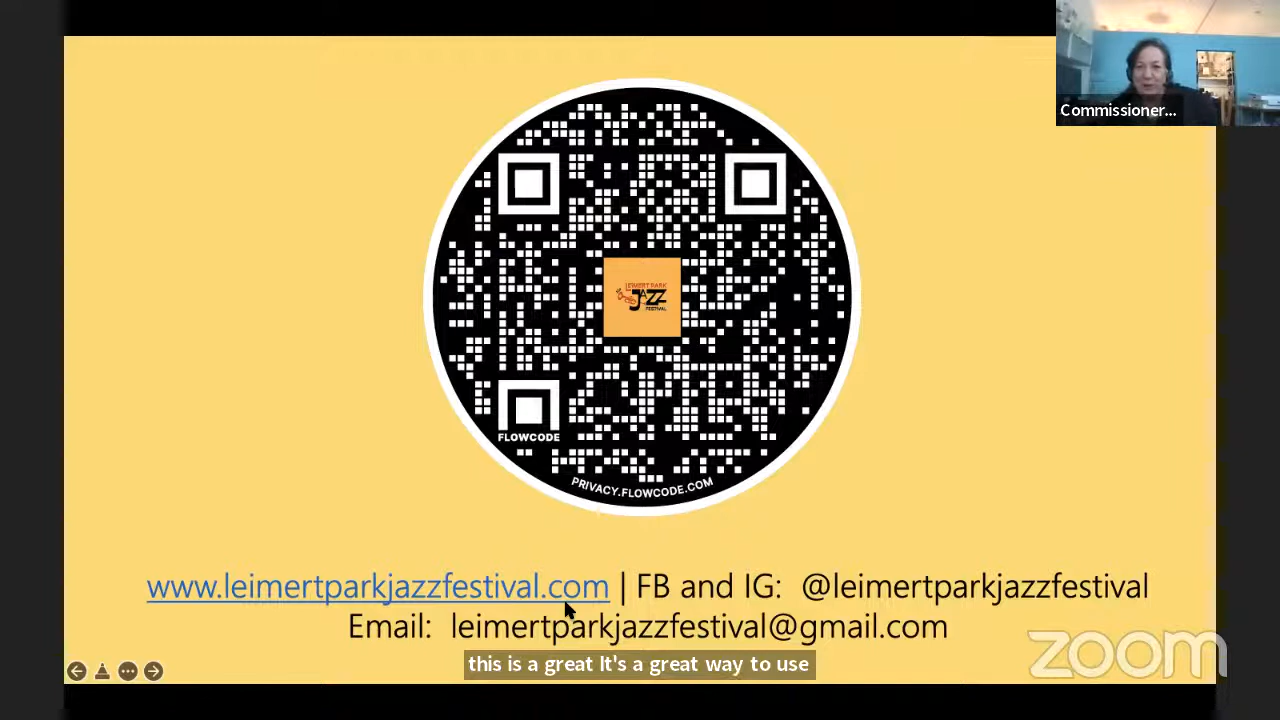 Commissioner...
LEIMERT PARK
JAZZ
FESTIVAL
FLOWCODE
PRIVACY.FLOWCODE.COM
www.leimertparkjazzfestival.com | FB and IG: @leimertparkjazzfestival
Email: leimertparkjazzfestival@gmail.com
this is a great It's a great way to use
zoom